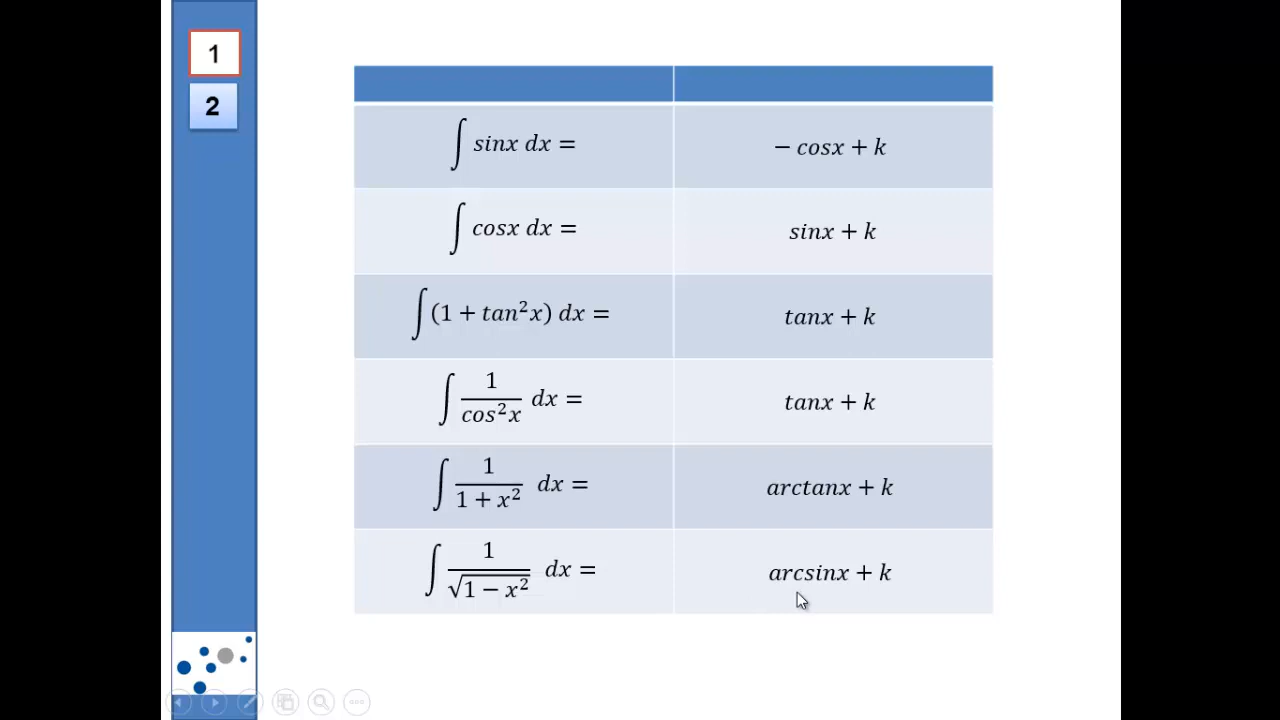 1
2
∫ sinx dx = − cosx + k
∫ cosx dx = sinx + k
∫ (1 + tan²x) dx = tanx + k
∫ 1/cos²x dx = tanx + k
∫ 1/(1 + x²) dx = arctanx + k
∫ 1/√(1 − x²) dx = arcsinx + k